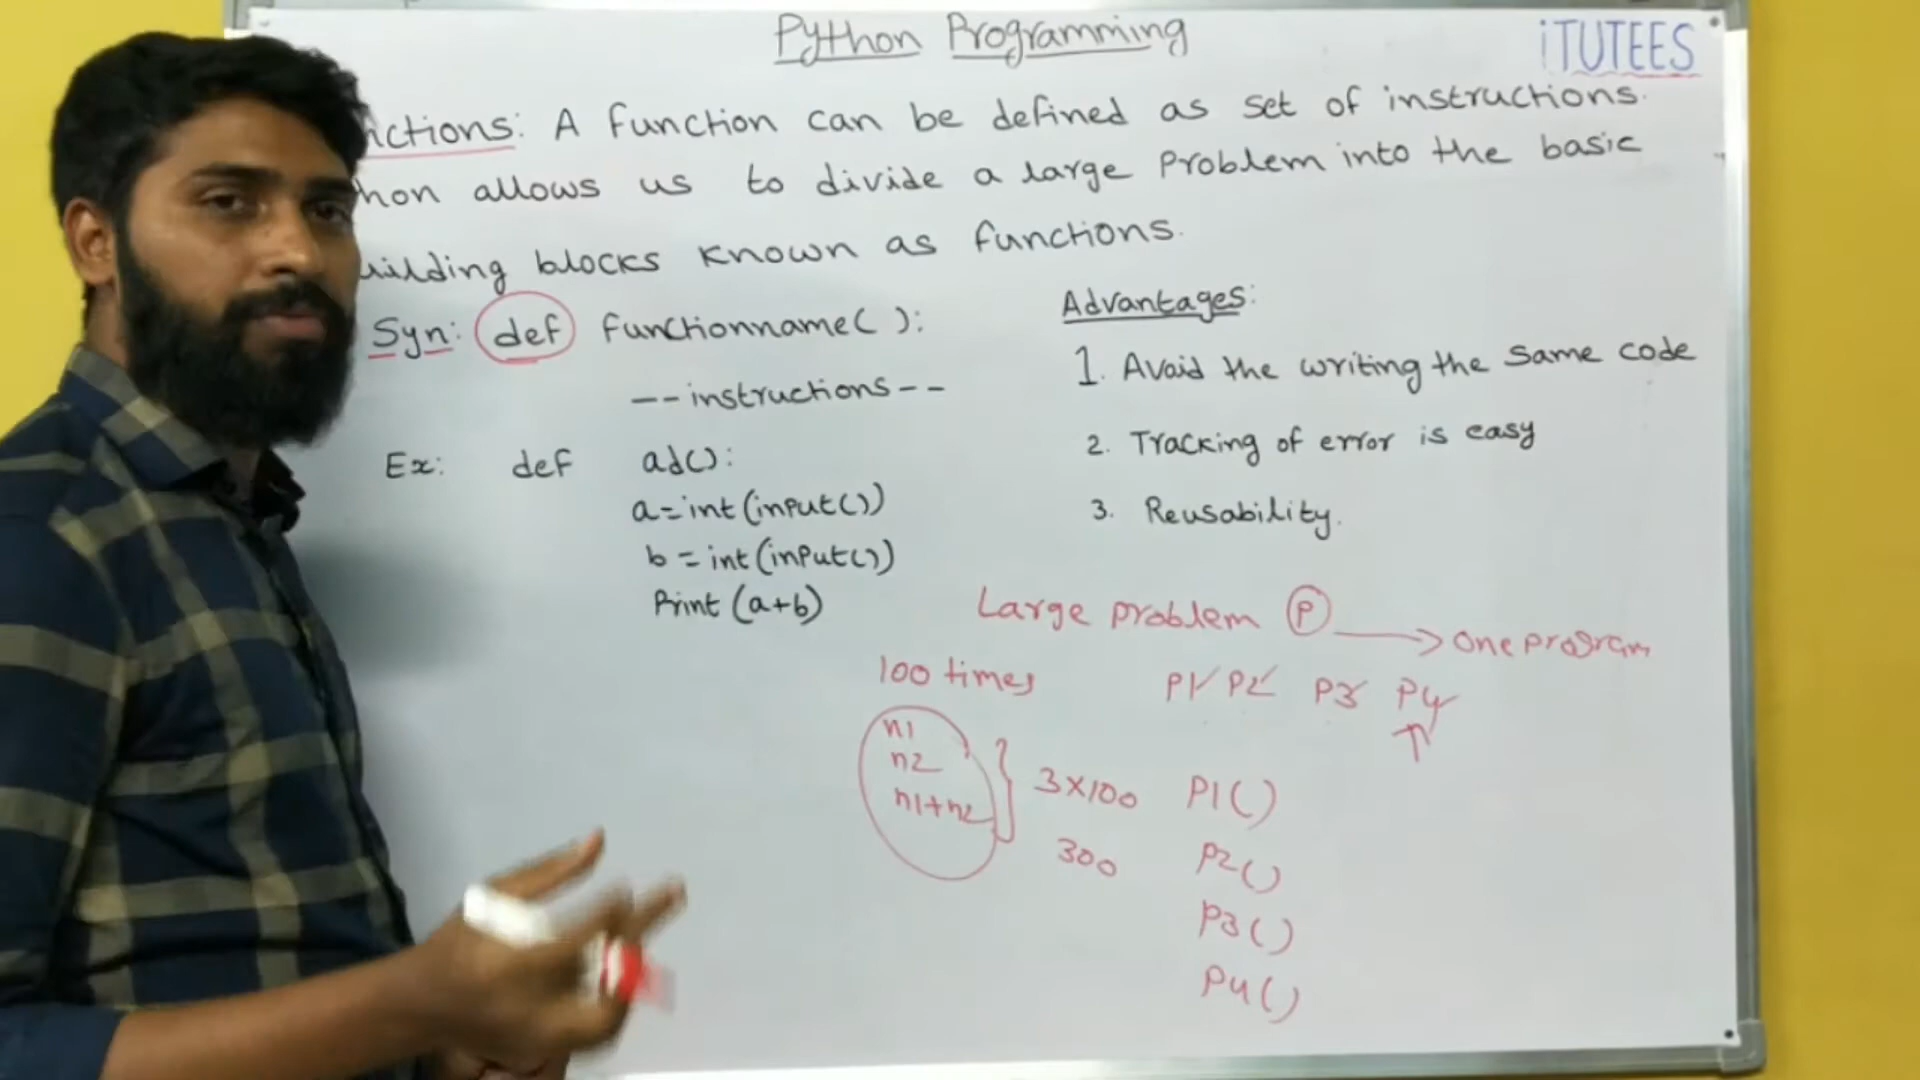 Python Programming
iTUTEES
nctions: A function can be defined as set of instructions.
hon allows us to divide a large Problem into the basic
uilding blocks known as functions.
Syn: def functionname( ):
--instructions--
Ex: def ad():
a=int(input())
b=int(input())
Print (a+b)
Advantages:
1. Avoid the writing the same code
2. Tracking of error is easy
3. Reusability.
Large problem P → one program
P1 P2 P3 P4
↑
100 times
n1
n2
n1+n2
3x100
300
P1()
P2()
P3()
P4()